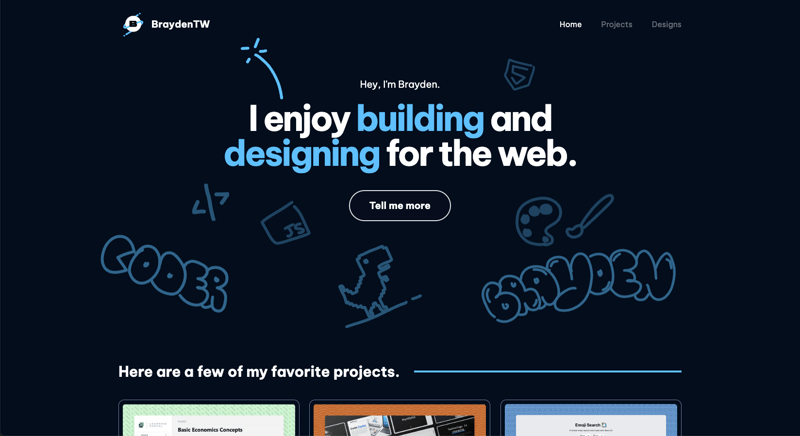 BraydenTW
Home Projects Designs
Hey, I'm Brayden.
I enjoy building and
designing for the web.
Tell me more
</>
JS
CODER
BRAYDEN
Here are a few of my favorite projects.
Basic Economics Concepts
Emoji Search